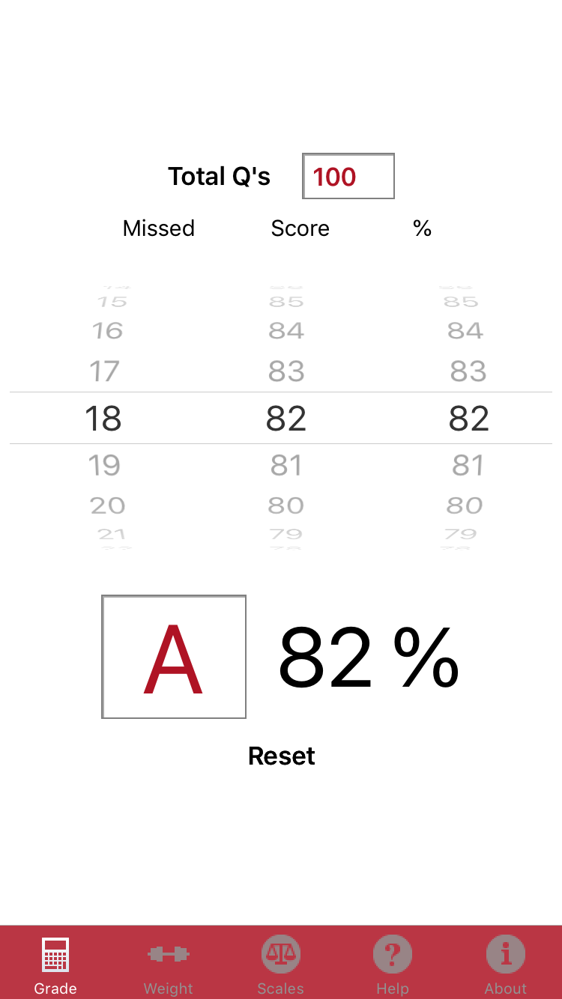 Total Q's 100
Missed Score %
15 85 85
16 84 84
17 83 83
18 82 82
19 81 81
20 80 80
21 79 79
A 82 %
Reset
Grade Weight Scales Help About